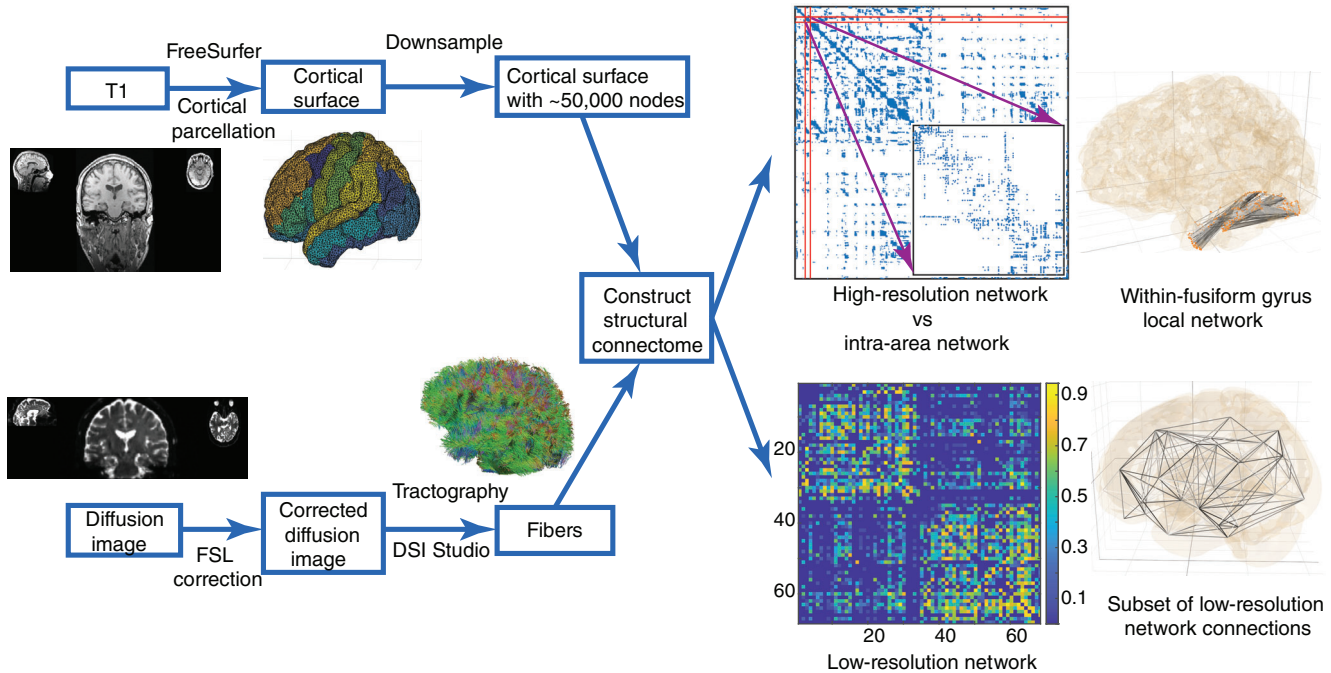 FreeSurfer
Downsample
T1
Cortical
surface
Cortical surface
with ~50,000 nodes
Cortical
parcellation
Construct
structural
connectome
High-resolution network
vs
intra-area network
Within-fusiform gyrus
local network
Tractography
Diffusion
image
FSL
correction
Corrected
diffusion
image
DSI Studio
Fibers
20
40
60
20
40
60
0.9
0.7
0.5
0.3
0.1
Low-resolution network
Subset of low-resolution
network connections